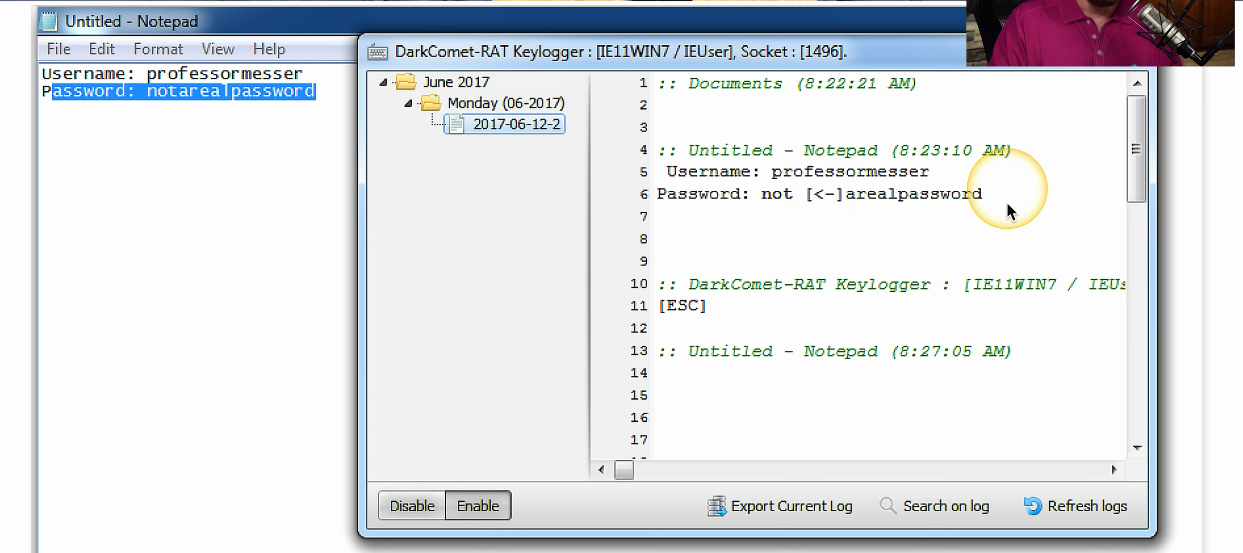 Untitled - Notepad
File Edit Format View Help
Username: professormesser
Password: notarealpassword
DarkComet-RAT Keylogger : [IE11WIN7 / IEUser], Socket : [1496].
June 2017
Monday (06-2017)
2017-06-12-2
1 :: Documents (8:22:21 AM)
2
3
4 :: Untitled - Notepad (8:23:10 AM)
5 Username: professormesser
6 Password: not [<-]arealpassword
7
8
9
10 :: DarkComet-RAT Keylogger : [IE11WIN7 / IEUs
11 [ESC]
12
13 :: Untitled - Notepad (8:27:05 AM)
14
15
16
17
Disable Enable Export Current Log Search on log Refresh logs